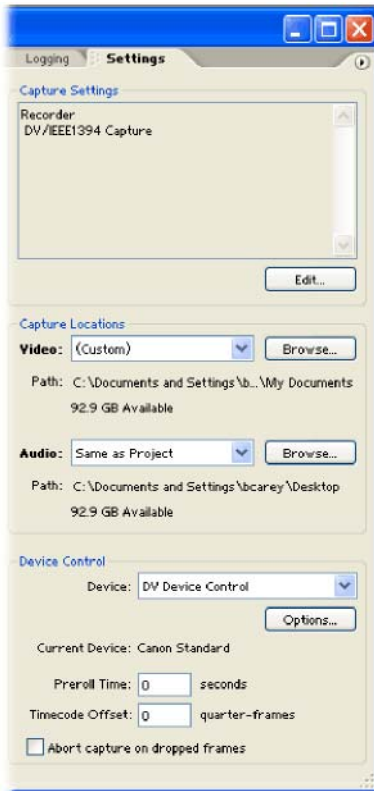 Logging Settings
Capture Settings
Recorder
DV/IEEE1394 Capture
Edit...
Capture Locations
Video: (Custom) Browse...
Path: C:\Documents and Settings\b...\My Documents
92.9 GB Available
Audio: Same as Project Browse...
Path: C:\Documents and Settings\bcarey\Desktop
92.9 GB Available
Device Control
Device: DV Device Control
Options...
Current Device: Canon Standard
Preroll Time: 0 seconds
Timecode Offset: 0 quarter-frames
Abort capture on dropped frames